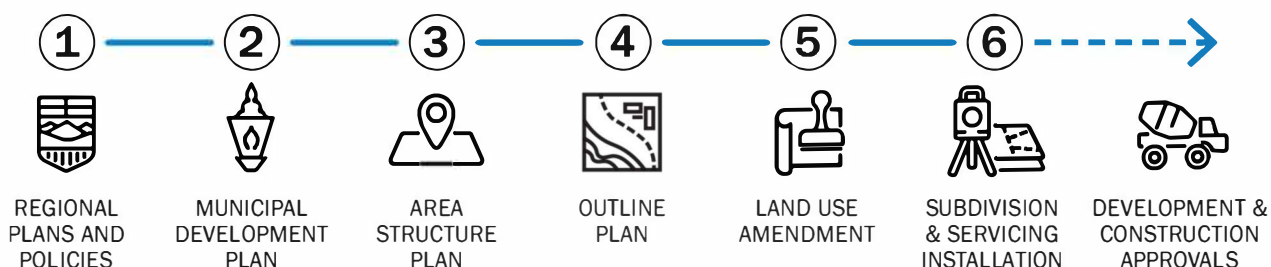 1
2
3
4
5
6
REGIONAL
PLANS AND
POLICIES
MUNICIPAL
DEVELOPMENT
PLAN
AREA
STRUCTURE
PLAN
OUTLINE
PLAN
LAND USE
AMENDMENT
SUBDIVISION
& SERVICING
INSTALLATION
DEVELOPMENT &
CONSTRUCTION
APPROVALS